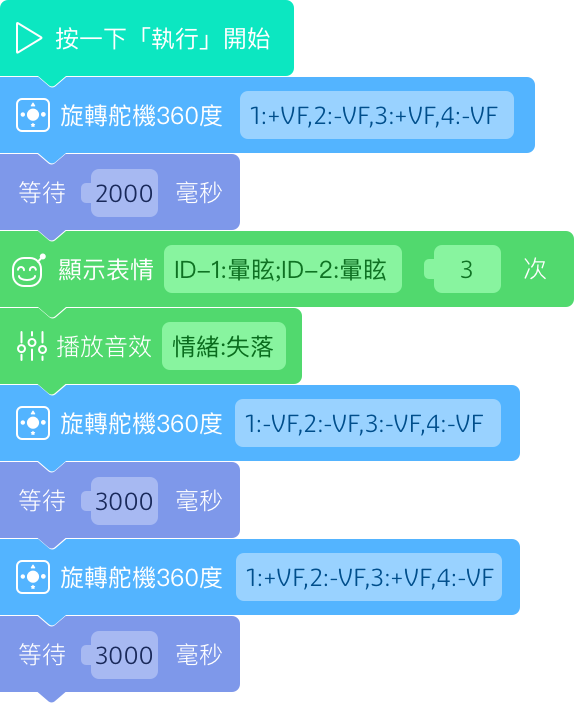 按一下「執行」開始
旋轉舵機360度 1:+VF,2:-VF,3:+VF,4:-VF
等待 2000 毫秒
顯示表情 ID-1:暈眩;ID-2:暈眩 3 次
播放音效 情緒:失落
旋轉舵機360度 1:-VF,2:-VF,3:-VF,4:-VF
等待 3000 毫秒
旋轉舵機360度 1:+VF,2:-VF,3:+VF,4:-VF
等待 3000 毫秒